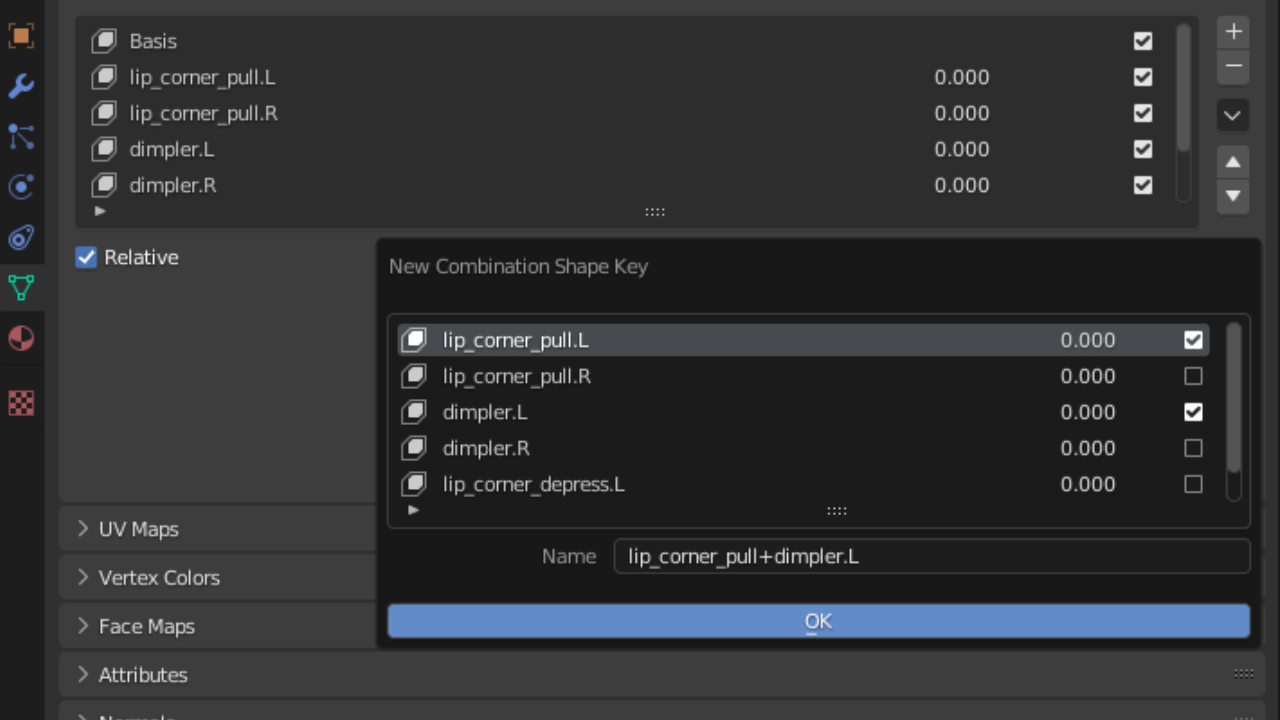 Basis
lip_corner_pull.L 0.000
lip_corner_pull.R 0.000
dimpler.L 0.000
dimpler.R 0.000
Relative
New Combination Shape Key
lip_corner_pull.L 0.000
lip_corner_pull.R 0.000
dimpler.L 0.000
dimpler.R 0.000
lip_corner_depress.L 0.000
Name lip_corner_pull+dimpler.L
OK
UV Maps
Vertex Colors
Face Maps
Attributes
Normals